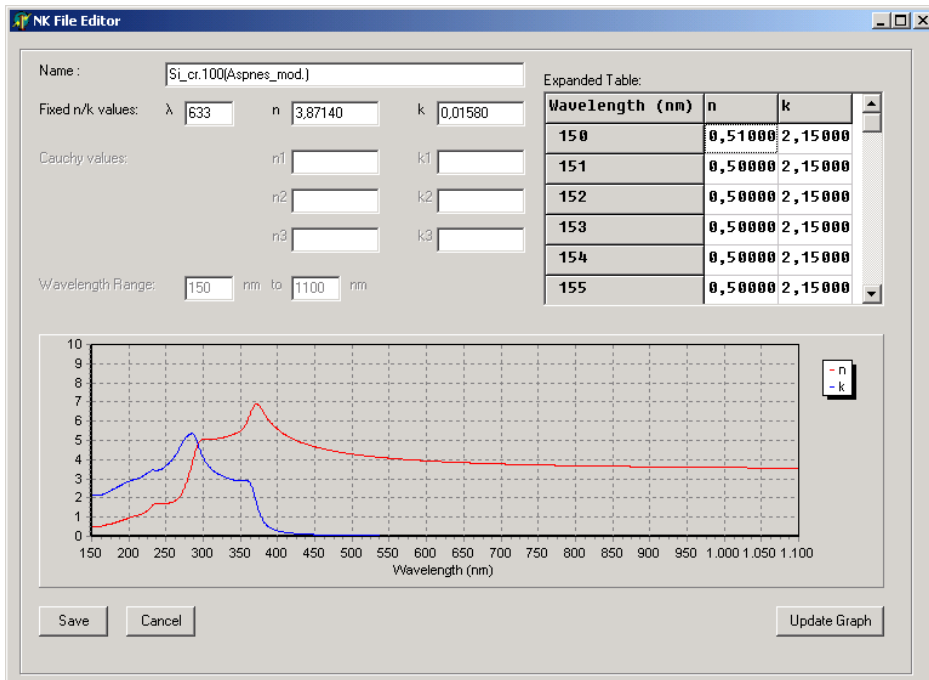 NK File Editor
Name :
Si_cr.100(Aspnes_mod.)
Fixed n/k values: λ 633 n 3,87140 k 0,01580
Cauchy values: n1 k1
n2 k2
n3 k3
Wavelength Range: 150 nm to 1100 nm
Expanded Table:
Wavelength (nm) n k
150 0,51000 2,15000
151 0,50000 2,15000
152 0,50000 2,15000
153 0,50000 2,15000
154 0,50000 2,15000
155 0,50000 2,15000
10
9
8
7
6
5
4
3
2
1
0
150 200 250 300 350 400 450 500 550 600 650 700 750 800 850 900 950 1.000 1.050 1.100
Wavelength (nm)
n
k
Save Cancel Update Graph